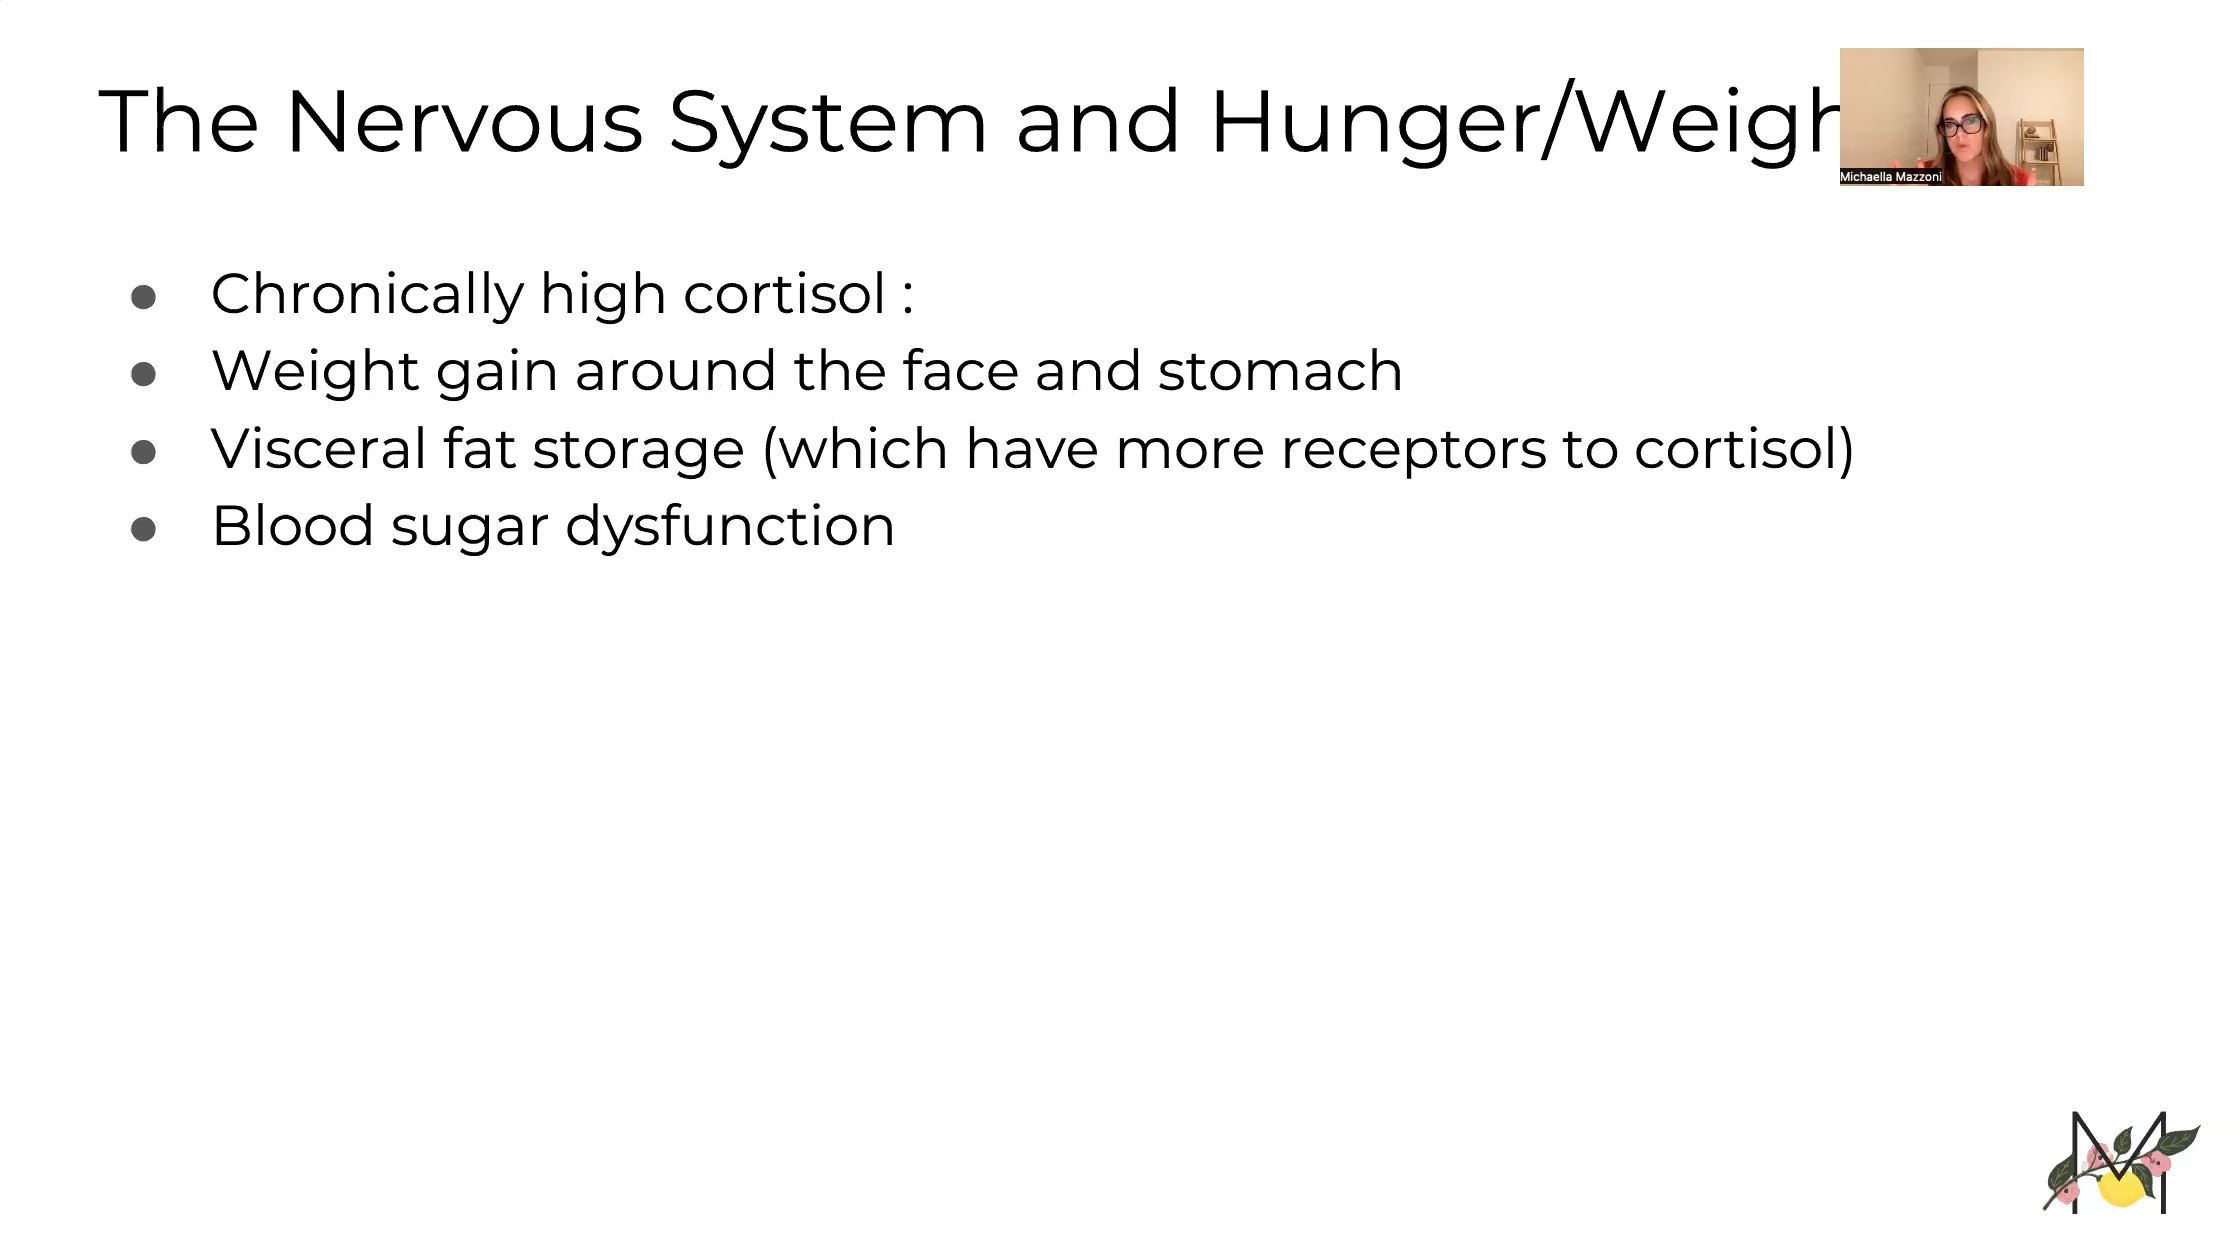 The Nervous System and Hunger/Weigh
Michaella Mazzoni
● Chronically high cortisol :
● Weight gain around the face and stomach
● Visceral fat storage (which have more receptors to cortisol)
● Blood sugar dysfunction
M